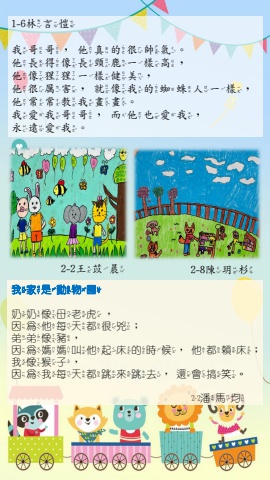 1-6林言愷
我哥哥，他真的很帥氣。
他長得像長頸鹿一樣高，
他像猩猩一樣健美，
他很厲害，就像我的蜘蛛人一樣，
他常常教我畫畫。
我愛我哥哥，而他也愛我，
永遠愛我。
2-2王苡晨
2-8陳玥杉
我家是動物園
奶奶像母老虎，
因為他每天都很兇；
弟弟像豬，
因為媽媽叫他起床的時候，他都賴床；
我像猴子，
因為我每天都跳來跳去，還會搞笑。
2-2潘禹均